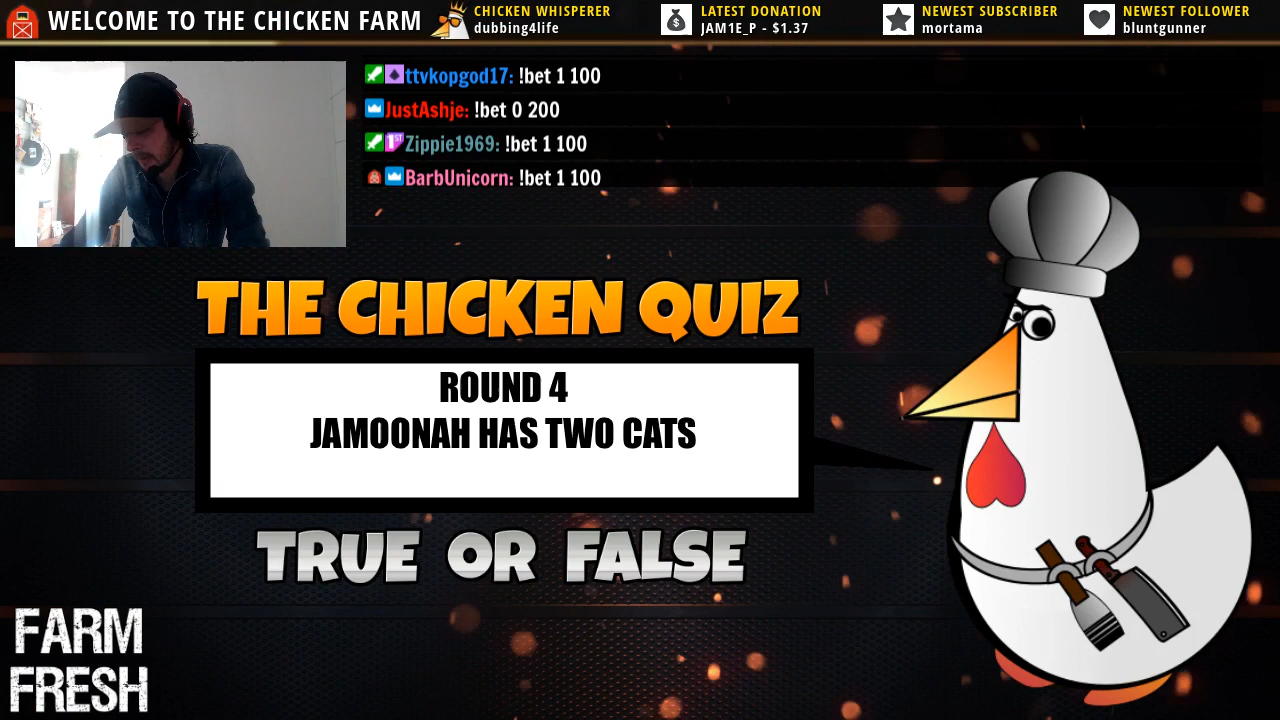 WELCOME TO THE CHICKEN FARM
CHICKEN WHISPERER
dubbing4life
LATEST DONATION
JAM1E_P - $1.37
NEWEST SUBSCRIBER
mortama
NEWEST FOLLOWER
bluntgunner
ttvkopgod17: !bet 1 100
JustAshje: !bet 0 200
1ST Zippie1969: !bet 1 100
BarbUnicorn: !bet 1 100
THE CHICKEN QUIZ
ROUND 4
JAMOONAH HAS TWO CATS
TRUE OR FALSE
FARM
FRESH